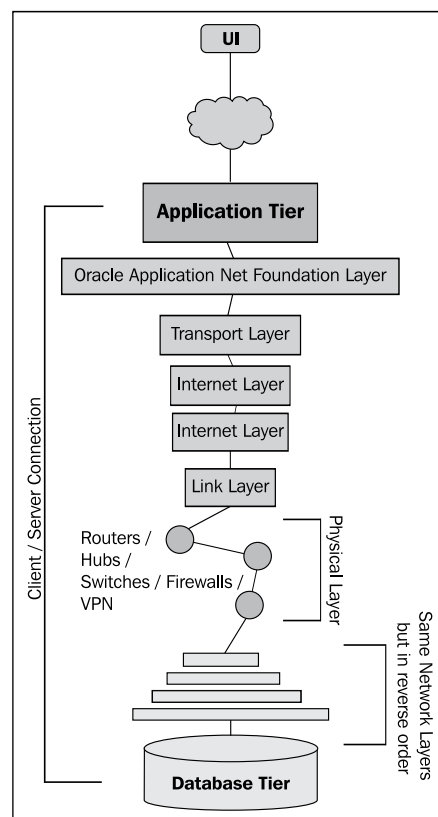 UI
Application Tier
Oracle Application Net Foundation Layer
Transport Layer
Internet Layer
Internet Layer
Link Layer
Routers /
Hubs /
Switches / Firewalls /
VPN
Physical Layer
Client / Server Connection
Same Network Layers
but in reverse order
Database Tier